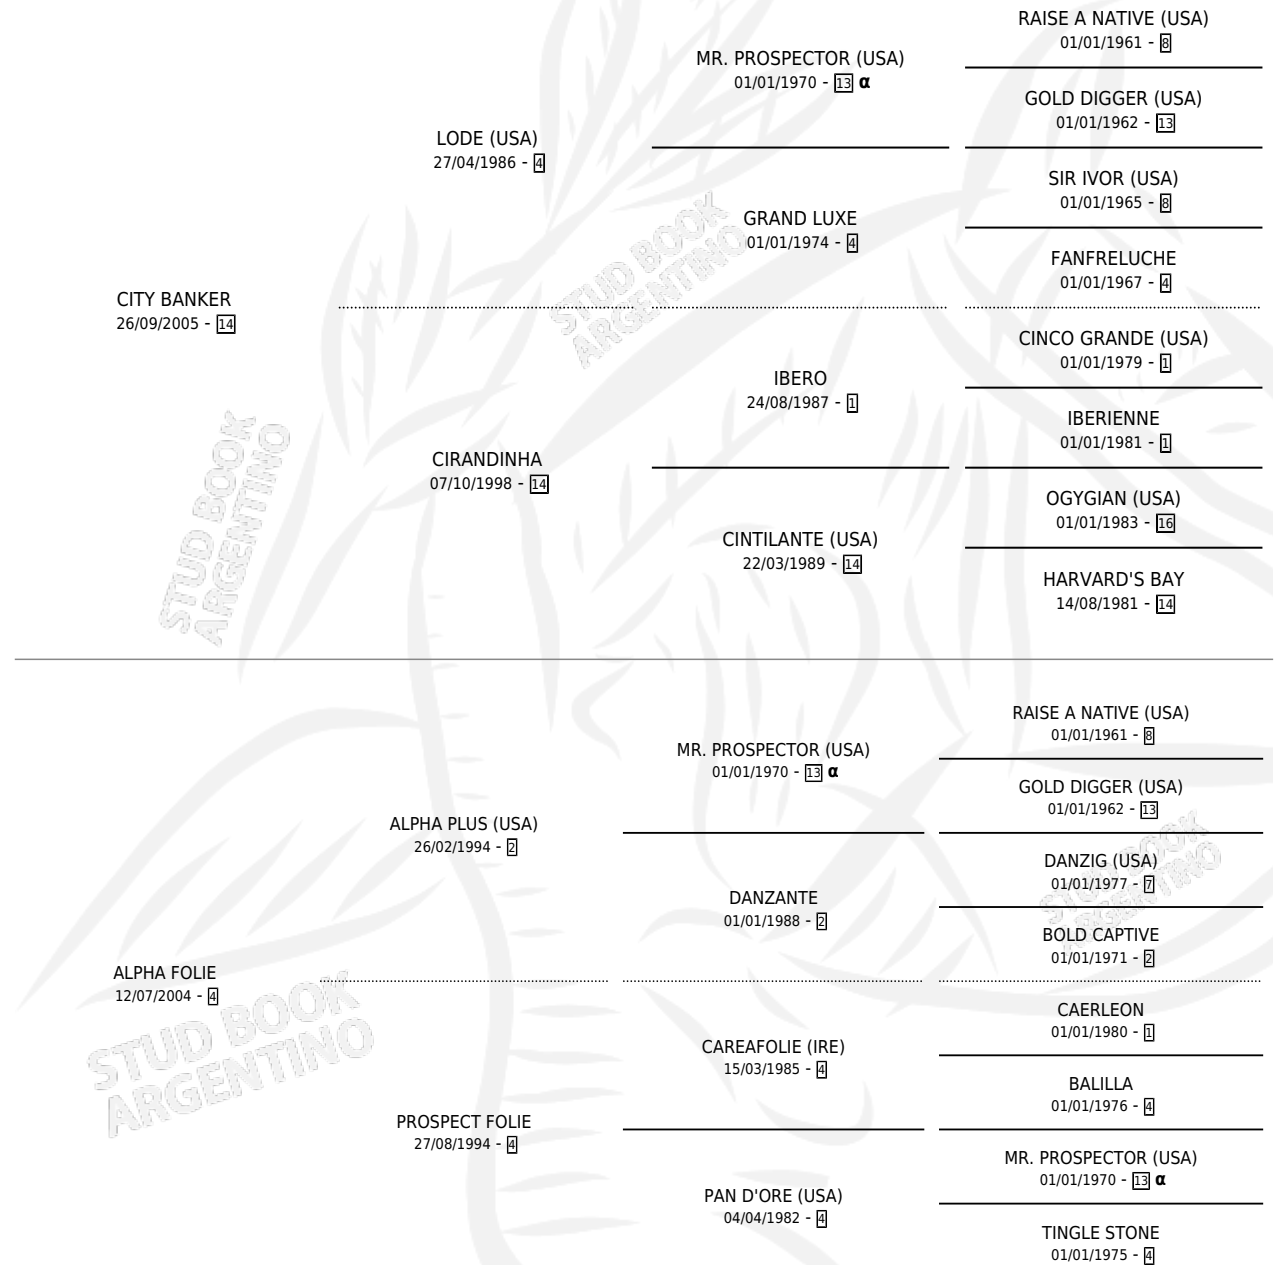 RAISE A NATIVE (USA)
01/01/1961 - 8
MR. PROSPECTOR (USA)
01/01/1970 - 13 α
GOLD DIGGER (USA)
01/01/1962 - 13
LODE (USA)
27/04/1986 - 4
SIR IVOR (USA)
01/01/1965 - 8
GRAND LUXE
01/01/1974 - 4
FANFRELUCHE
01/01/1967 - 4
CITY BANKER
26/09/2005 - 14
CINCO GRANDE (USA)
01/01/1979 - 1
IBERO
24/08/1987 - 1
IBERIENNE
01/01/1981 - 1
CIRANDINHA
07/10/1998 - 14
OGYGIAN (USA)
01/01/1983 - 16
CINTILANTE (USA)
22/03/1989 - 14
HARVARD'S BAY
14/08/1981 - 14
STUD BOOK
ARGENTINO
STUD BOOK
ARGENTINO
RAISE A NATIVE (USA)
01/01/1961 - 8
MR. PROSPECTOR (USA)
01/01/1970 - 13 α
GOLD DIGGER (USA)
01/01/1962 - 13
ALPHA PLUS (USA)
26/02/1994 - 2
DANZIG (USA)
01/01/1977 - 7
DANZANTE
01/01/1988 - 2
BOLD CAPTIVE
01/01/1971 - 2
ALPHA FOLIE
12/07/2004 - 4
CAERLEON
01/01/1980 - 1
CAREAFOLIE (IRE)
15/03/1985 - 4
BALILLA
01/01/1976 - 4
PROSPECT FOLIE
27/08/1994 - 4
MR. PROSPECTOR (USA)
01/01/1970 - 13 α
PAN D'ORE (USA)
04/04/1982 - 4
TINGLE STONE
01/01/1975 - 4
STUD BOOK
ARGENTINO
STUD BOOK
ARGENTINO